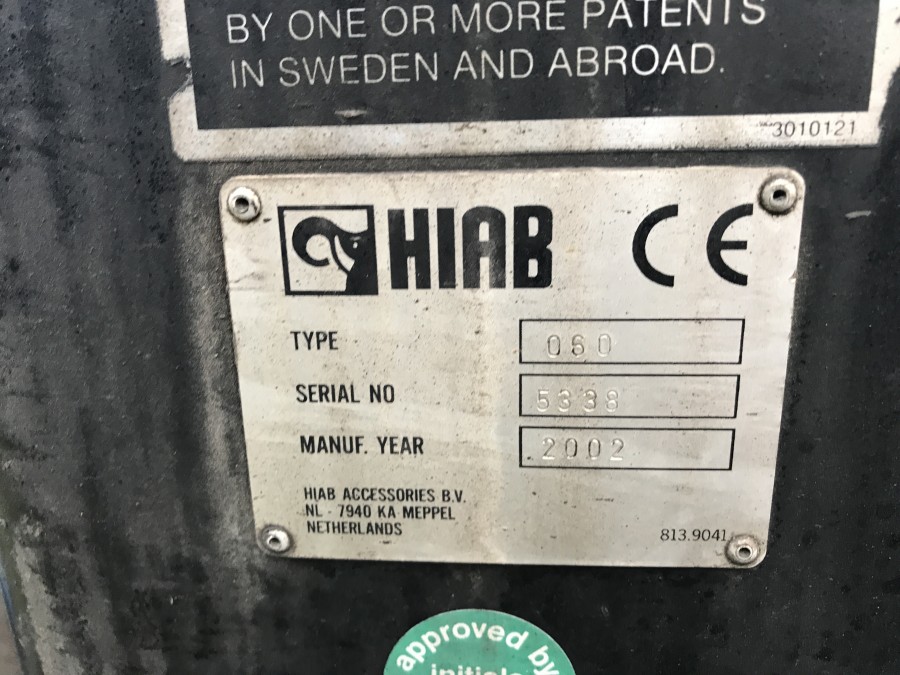 BY ONE OR MORE PATENTS
IN SWEDEN AND ABROAD.
3010121
HIAB CE
TYPE 060
SERIAL NO 5338
MANUF. YEAR 2002
HIAB ACCESSORIES B.V.
NL - 7940 KA MEPPEL
NETHERLANDS
813.9041
approved by